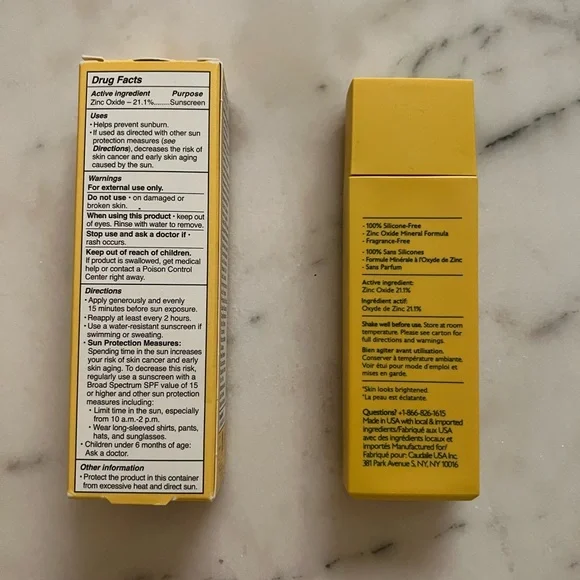 Drug Facts
Active ingredient Purpose
Zinc Oxide – 21.1%........Sunscreen
Uses
• Helps prevent sunburn.
• If used as directed with other sun
protection measures (see
Directions), decreases the risk of
skin cancer and early skin aging
caused by the sun.
Warnings
For external use only.
Do not use • on damaged or
broken skin.
When using this product • keep out
of eyes. Rinse with water to remove.
Stop use and ask a doctor if •
rash occurs.
Keep out of reach of children.
If product is swallowed, get medical
help or contact a Poison Control
Center right away.
Directions
• Apply generously and evenly
15 minutes before sun exposure.
• Reapply at least every 2 hours.
• Use a water-resistant sunscreen if
swimming or sweating.
• Sun Protection Measures:
Spending time in the sun increases
your risk of skin cancer and early
skin aging. To decrease this risk,
regularly use a sunscreen with a
Broad Spectrum SPF value of 15
or higher and other sun protection
measures including:
• Limit time in the sun, especially
from 10 a.m.-2 p.m.
• Wear long-sleeved shirts, pants,
hats, and sunglasses.
• Children under 6 months of age:
Ask a doctor.
Other information
• Protect the product in this container
from excessive heat and direct sun.
- 100% Silicone-Free
- Zinc Oxide Mineral Formula
- Fragrance-Free
- 100% Sans Silicones
- Formule Minérale à l'Oxyde de Zinc
- Sans Parfum
Active ingredient:
Zinc Oxide 21.1%
Ingrédient actif:
Oxyde de Zinc 21.1%
Shake well before use. Store at room
temperature. Please see carton for
full directions and warnings.
Bien agiter avant utilisation.
Conserver à température ambiante.
Voir étui pour mode d'emploi et
mises en garde.
*Skin looks brightened.
*La peau est éclatante.
Questions? +1-866-826-1615
Made in USA with local & imported
ingredients/Fabriqué aux USA
avec des ingrédients locaux et
importés Manufactured for/
Fabriqué pour: Caudalie USA Inc,
381 Park Avenue S, NY, NY 10016